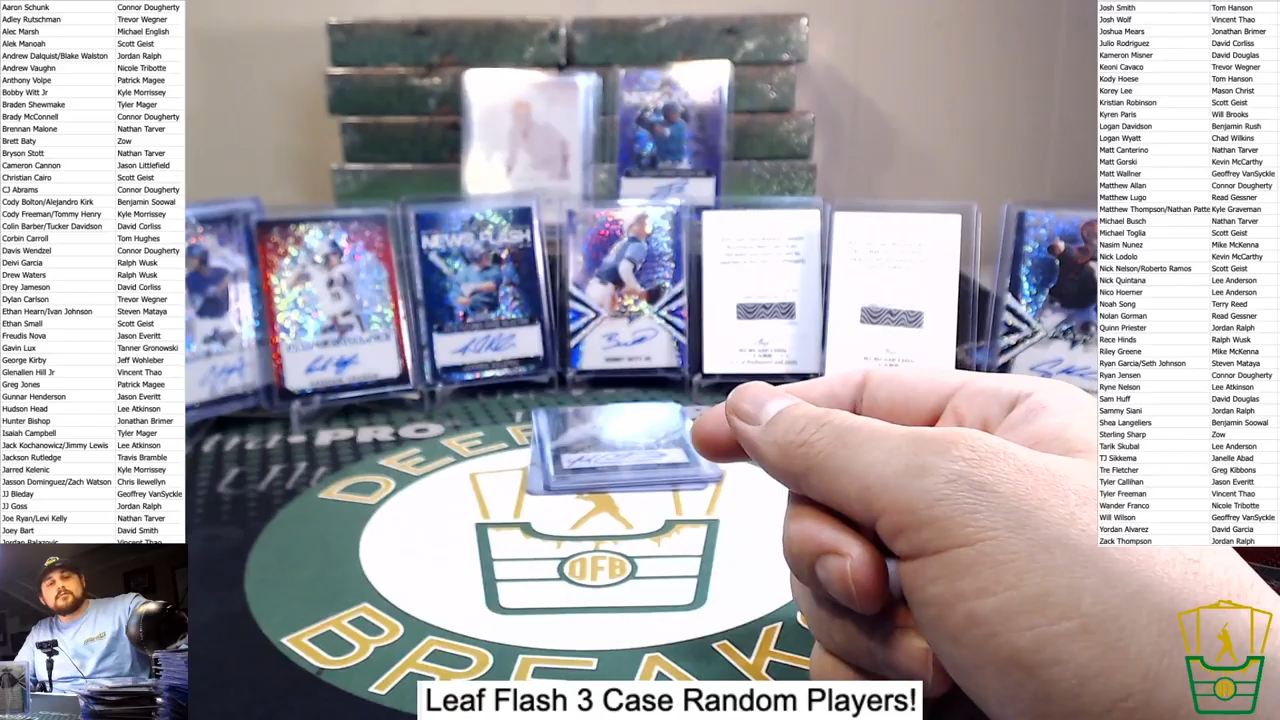 Aaron Schunk Connor Dougherty
Adley Rutschman Trevor Wegner
Alec Marsh Michael English
Alek Manoah Scott Geist
Andrew Dalquist/Blake Walston Jordan Ralph
Andrew Vaughn Nicole Tribotte
Anthony Volpe Patrick Magee
Bobby Witt Jr Kyle Morrissey
Braden Shewmake Tyler Mager
Brady McConnell Connor Dougherty
Brennan Malone Nathan Tarver
Brett Baty Zow
Bryson Stott Nathan Tarver
Cameron Cannon Jason Littlefield
Christian Cairo Scott Geist
CJ Abrams Connor Dougherty
Cody Bolton/Alejandro Kirk Benjamin Soowal
Cody Freeman/Tommy Henry Kyle Morrissey
Colin Barber/Tucker Davidson David Corliss
Corbin Carroll Tom Hughes
Davis Wendzel Connor Dougherty
Deivi Garcia Ralph Wusk
Drew Waters Ralph Wusk
Drey Jameson David Corliss
Dylan Carlson Trevor Wegner
Ethan Hearn/Ivan Johnson Steven Mataya
Ethan Small Scott Geist
Freudis Nova Jason Everitt
Gavin Lux Tanner Gronowski
George Kirby Jeff Wohleber
Glenallen Hill Jr Vincent Thao
Greg Jones Patrick Magee
Gunnar Henderson Jason Everitt
Hudson Head Lee Atkinson
Hunter Bishop Jonathan Brimer
Isaiah Campbell Tyler Mager
Jack Kochanowicz/Jimmy Lewis Lee Atkinson
Jackson Rutledge Travis Bramble
Jarred Kelenic Kyle Morrissey
Jasson Dominguez/Zach Watson Chris llewellyn
JJ Bleday Geoffrey VanSyckle
JJ Goss Jordan Ralph
Joe Ryan/Levi Kelly Nathan Tarver
Joey Bart David Smith
Jordan Balazovic Vincent Thao
Josh Smith Tom Hanson
Josh Wolf Vincent Thao
Joshua Mears Jonathan Brimer
Julio Rodriguez David Corliss
Kameron Misner David Douglas
Keoni Cavaco Trevor Wegner
Kody Hoese Tom Hanson
Korey Lee Mason Christ
Kristian Robinson Scott Geist
Kyren Paris Will Brooks
Logan Davidson Benjamin Rush
Logan Wyatt Chad Wilkins
Matt Canterino Nathan Tarver
Matt Gorski Kevin McCarthy
Matt Wallner Geoffrey VanSyckle
Matthew Allan Connor Dougherty
Matthew Lugo Read Gessner
Matthew Thompson/Nathan Patte Kyle Graveman
Michael Busch Nathan Tarver
Michael Toglia Scott Geist
Nasim Nunez Mike McKenna
Nick Lodolo Kevin McCarthy
Nick Nelson/Roberto Ramos Scott Geist
Nick Quintana Lee Anderson
Nico Hoerner Lee Anderson
Noah Song Terry Reed
Nolan Gorman Read Gessner
Quinn Priester Jordan Ralph
Rece Hinds Ralph Wusk
Riley Greene Mike McKenna
Ryan Garcia/Seth Johnson Steven Mataya
Ryan Jensen Connor Dougherty
Ryne Nelson Lee Atkinson
Sam Huff David Douglas
Sammy Siani Jordan Ralph
Shea Langeliers Benjamin Soowal
Sterling Sharp Zow
Tarik Skubal Lee Anderson
TJ Sikkema Janelle Abad
Tre Fletcher Greg Kibbons
Tyler Callihan Jason Everitt
Tyler Freeman Vincent Thao
Wander Franco Nicole Tribotte
Will Wilson Geoffrey VanSyckle
Yordan Alvarez David Garcia
Zack Thompson Jordan Ralph
DFB
BREAKS
Leaf Flash 3 Case Random Players!